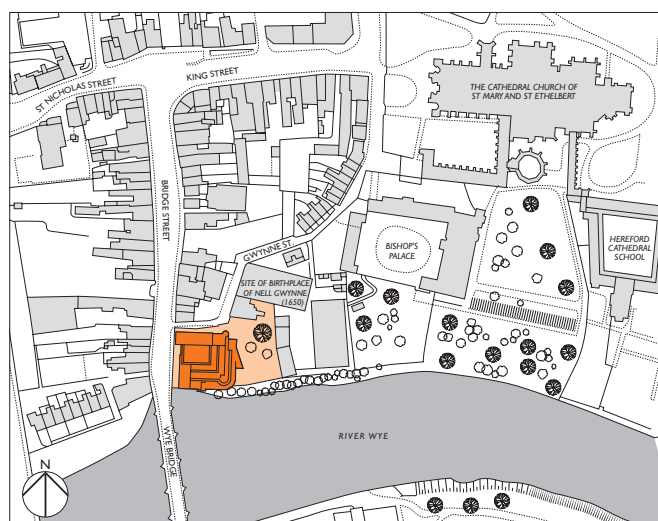 ST NICHOLAS STREET
KING STREET
THE CATHEDRAL CHURCH OF
ST MARY AND ST ETHELBERT
BRIDGE STREET
GWYNNE ST.
BISHOP'S
PALACE
HEREFORD
CATHEDRAL
SCHOOL
SITE OF BIRTHPLACE
OF NELL GWYNNE
(1650)
WYE BRIDGE
RIVER WYE
N